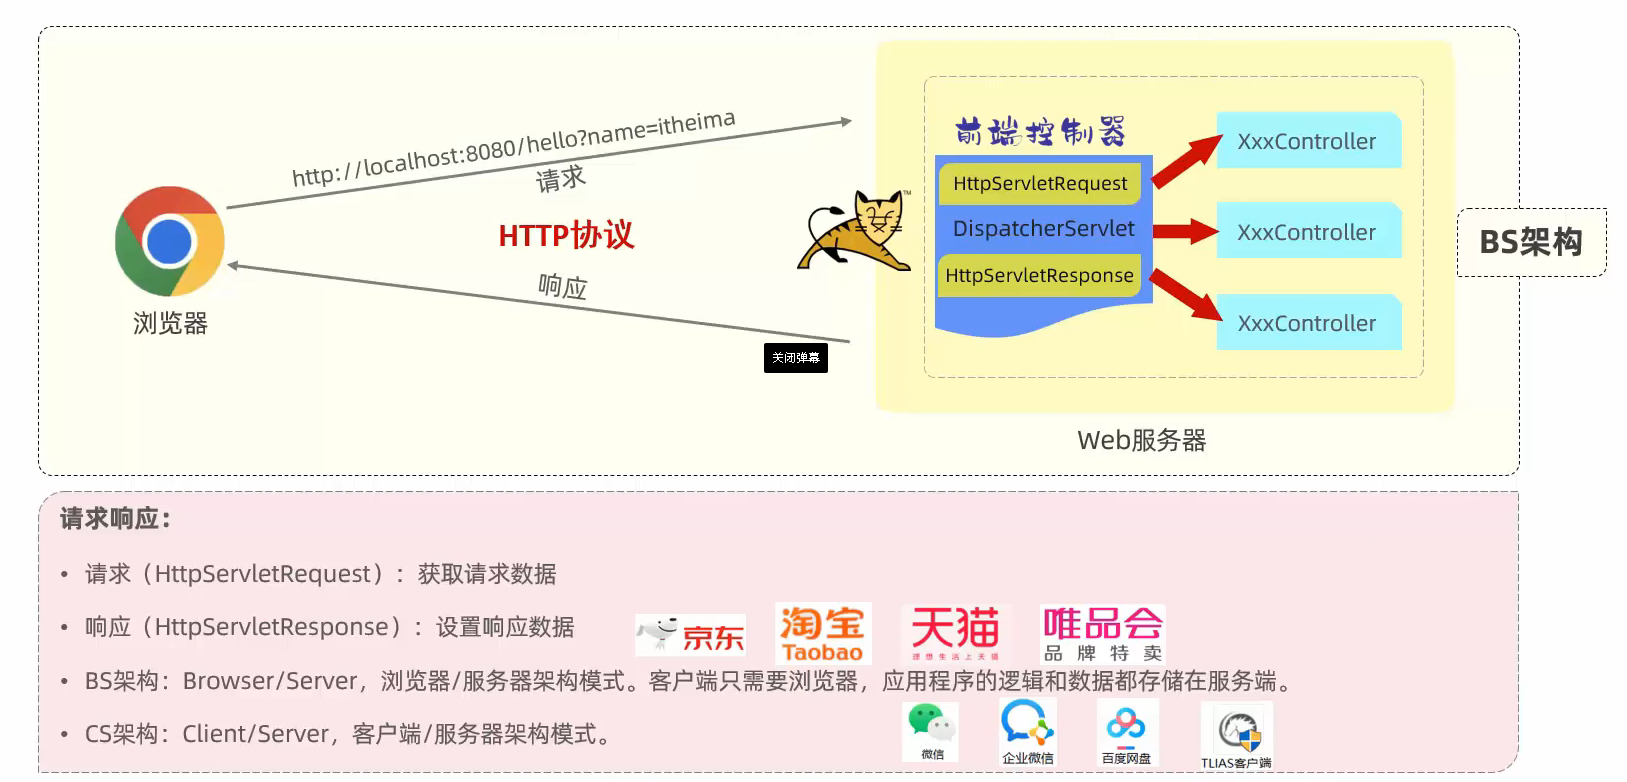 http://localhost:8080/hello?name=itheima
请求
HTTP协议
响应
浏览器
关闭弹幕
前端控制器
HttpServletRequest
DispatcherServlet
HttpServletResponse
XxxController
XxxController
XxxController
TM
BS架构
Web服务器
请求响应：
• 请求（HttpServletRequest）：获取请求数据
• 响应（HttpServletResponse）：设置响应数据
京东
淘宝
Taobao
天猫
理想生活上天猫
唯品会
品牌特卖
• BS架构：Browser/Server，浏览器/服务器架构模式。客户端只需要浏览器，应用程序的逻辑和数据都存储在服务端。
• CS架构：Client/Server，客户端/服务器架构模式。
微信
企业微信
百度网盘
TLIAS客户端